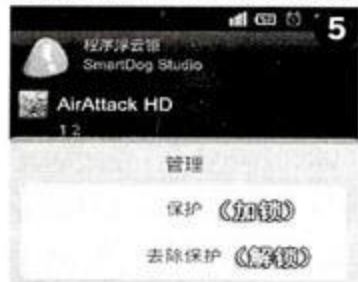 5
程序浮云锁
SmartDog Studio
AirAttack HD
1 2
管理
保护 《加锁》
去除保护 《解锁》